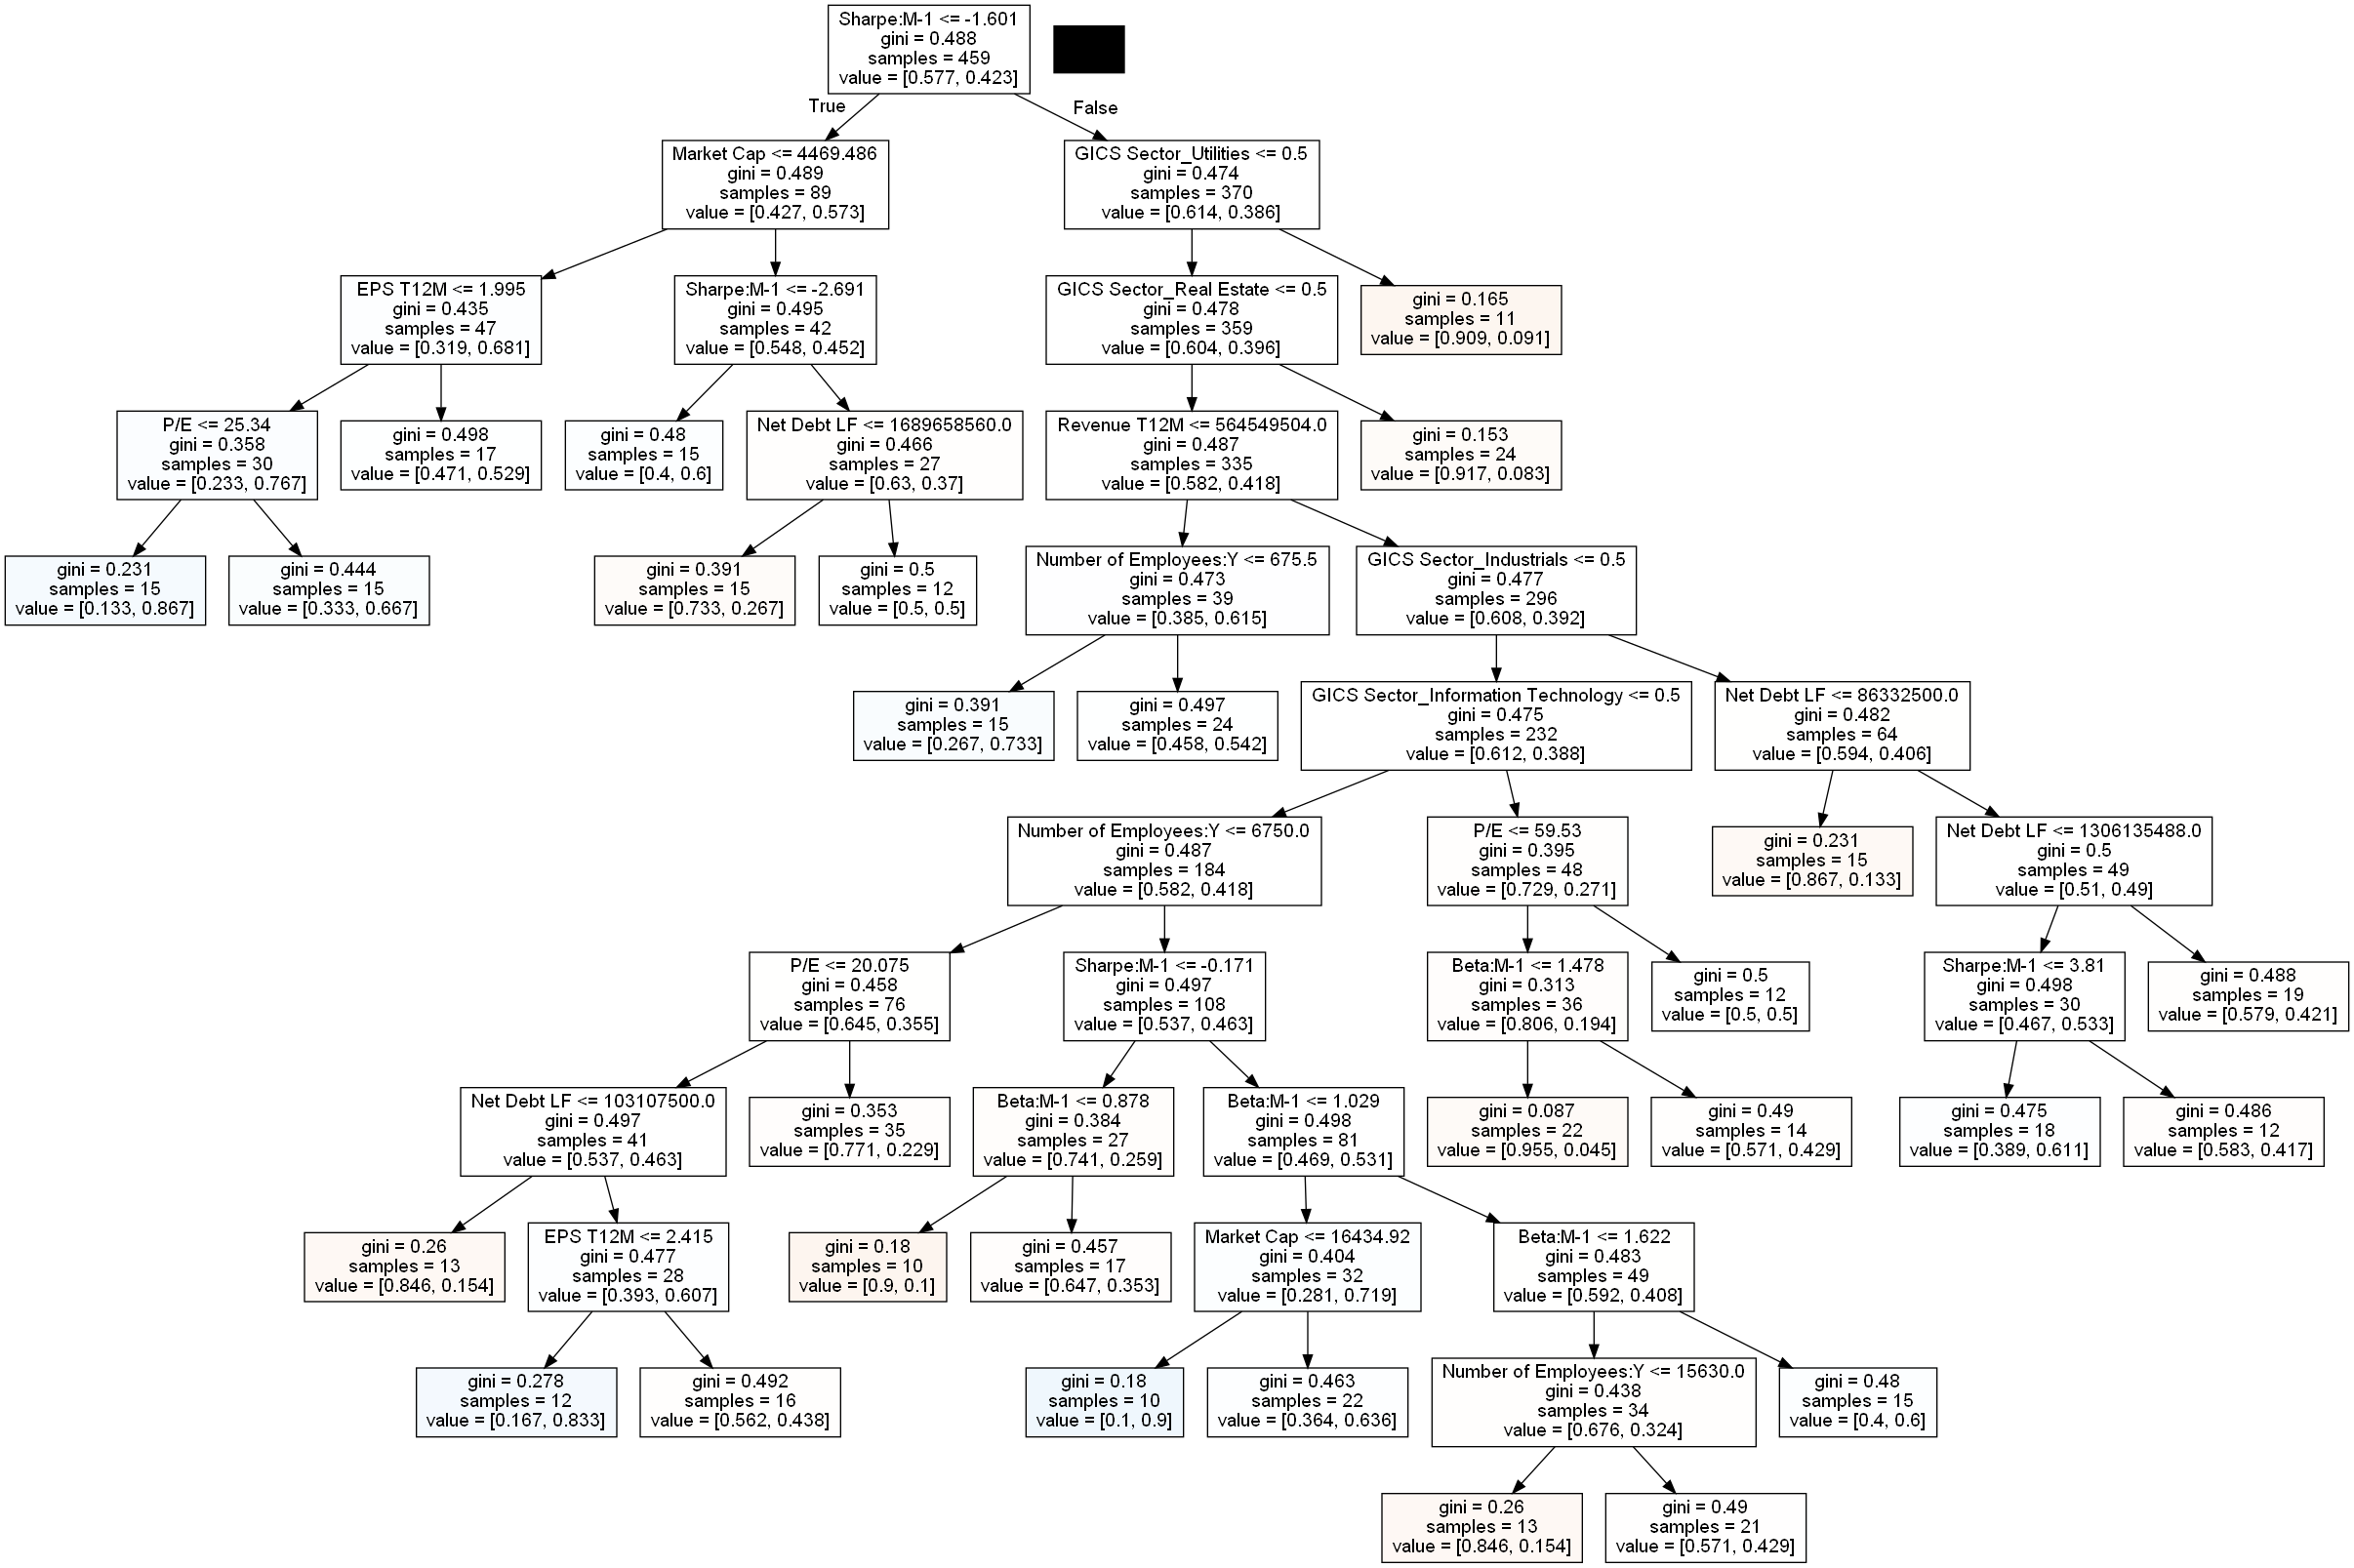 Sharpe:M-1 <= -1.601
gini = 0.488
samples = 459
value = [0.577, 0.423]
True
False
Market Cap <= 4469.486
gini = 0.489
samples = 89
value = [0.427, 0.573]
GICS Sector_Utilities <= 0.5
gini = 0.474
samples = 370
value = [0.614, 0.386]
EPS T12M <= 1.995
gini = 0.435
samples = 47
value = [0.319, 0.681]
Sharpe:M-1 <= -2.691
gini = 0.495
samples = 42
value = [0.548, 0.452]
GICS Sector_Real Estate <= 0.5
gini = 0.478
samples = 359
value = [0.604, 0.396]
gini = 0.165
samples = 11
value = [0.909, 0.091]
P/E <= 25.34
gini = 0.358
samples = 30
value = [0.233, 0.767]
gini = 0.498
samples = 17
value = [0.471, 0.529]
gini = 0.48
samples = 15
value = [0.4, 0.6]
Net Debt LF <= 1689658560.0
gini = 0.466
samples = 27
value = [0.63, 0.37]
Revenue T12M <= 564549504.0
gini = 0.487
samples = 335
value = [0.582, 0.418]
gini = 0.153
samples = 24
value = [0.917, 0.083]
gini = 0.231
samples = 15
value = [0.133, 0.867]
gini = 0.444
samples = 15
value = [0.333, 0.667]
gini = 0.391
samples = 15
value = [0.733, 0.267]
gini = 0.5
samples = 12
value = [0.5, 0.5]
Number of Employees:Y <= 675.5
gini = 0.473
samples = 39
value = [0.385, 0.615]
GICS Sector_Industrials <= 0.5
gini = 0.477
samples = 296
value = [0.608, 0.392]
gini = 0.391
samples = 15
value = [0.267, 0.733]
gini = 0.497
samples = 24
value = [0.458, 0.542]
GICS Sector_Information Technology <= 0.5
gini = 0.475
samples = 232
value = [0.612, 0.388]
Net Debt LF <= 86332500.0
gini = 0.482
samples = 64
value = [0.594, 0.406]
Number of Employees:Y <= 6750.0
gini = 0.487
samples = 184
value = [0.582, 0.418]
P/E <= 59.53
gini = 0.395
samples = 48
value = [0.729, 0.271]
gini = 0.231
samples = 15
value = [0.867, 0.133]
Net Debt LF <= 1306135488.0
gini = 0.5
samples = 49
value = [0.51, 0.49]
P/E <= 20.075
gini = 0.458
samples = 76
value = [0.645, 0.355]
Sharpe:M-1 <= -0.171
gini = 0.497
samples = 108
value = [0.537, 0.463]
Beta:M-1 <= 1.478
gini = 0.313
samples = 36
value = [0.806, 0.194]
gini = 0.5
samples = 12
value = [0.5, 0.5]
Sharpe:M-1 <= 3.81
gini = 0.498
samples = 30
value = [0.467, 0.533]
gini = 0.488
samples = 19
value = [0.579, 0.421]
Net Debt LF <= 103107500.0
gini = 0.497
samples = 41
value = [0.537, 0.463]
gini = 0.353
samples = 35
value = [0.771, 0.229]
Beta:M-1 <= 0.878
gini = 0.384
samples = 27
value = [0.741, 0.259]
Beta:M-1 <= 1.029
gini = 0.498
samples = 81
value = [0.469, 0.531]
gini = 0.087
samples = 22
value = [0.955, 0.045]
gini = 0.49
samples = 14
value = [0.571, 0.429]
gini = 0.475
samples = 18
value = [0.389, 0.611]
gini = 0.486
samples = 12
value = [0.583, 0.417]
gini = 0.26
samples = 13
value = [0.846, 0.154]
EPS T12M <= 2.415
gini = 0.477
samples = 28
value = [0.393, 0.607]
gini = 0.18
samples = 10
value = [0.9, 0.1]
gini = 0.457
samples = 17
value = [0.647, 0.353]
Market Cap <= 16434.92
gini = 0.404
samples = 32
value = [0.281, 0.719]
Beta:M-1 <= 1.622
gini = 0.483
samples = 49
value = [0.592, 0.408]
gini = 0.278
samples = 12
value = [0.167, 0.833]
gini = 0.492
samples = 16
value = [0.562, 0.438]
gini = 0.18
samples = 10
value = [0.1, 0.9]
gini = 0.463
samples = 22
value = [0.364, 0.636]
Number of Employees:Y <= 15630.0
gini = 0.438
samples = 34
value = [0.676, 0.324]
gini = 0.48
samples = 15
value = [0.4, 0.6]
gini = 0.26
samples = 13
value = [0.846, 0.154]
gini = 0.49
samples = 21
value = [0.571, 0.429]